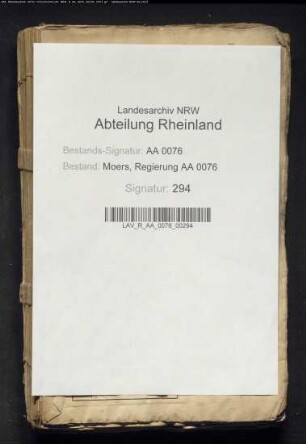 Landesarchiv NRW
Abteilung Rheinland
Bestands-Signatur: AA 0076
Bestand: Moers, Regierung AA 0076
Signatur: 294
LAV_R_AA_0076_00294